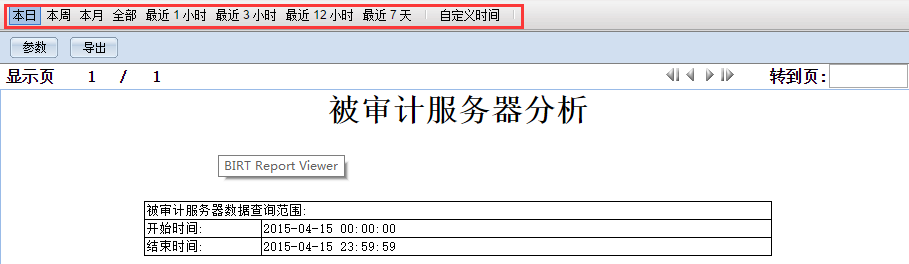 本日 本周 本月 全部 最近 1 小时 最近 3 小时 最近 12 小时 最近 7 天 自定义时间
参数 导出
显示页 1 / 1 转到页:
被审计服务器分析
BIRT Report Viewer
被审计服务器数据查询范围:
开始时间: 2015-04-15 00:00:00
结束时间: 2015-04-15 23:59:59